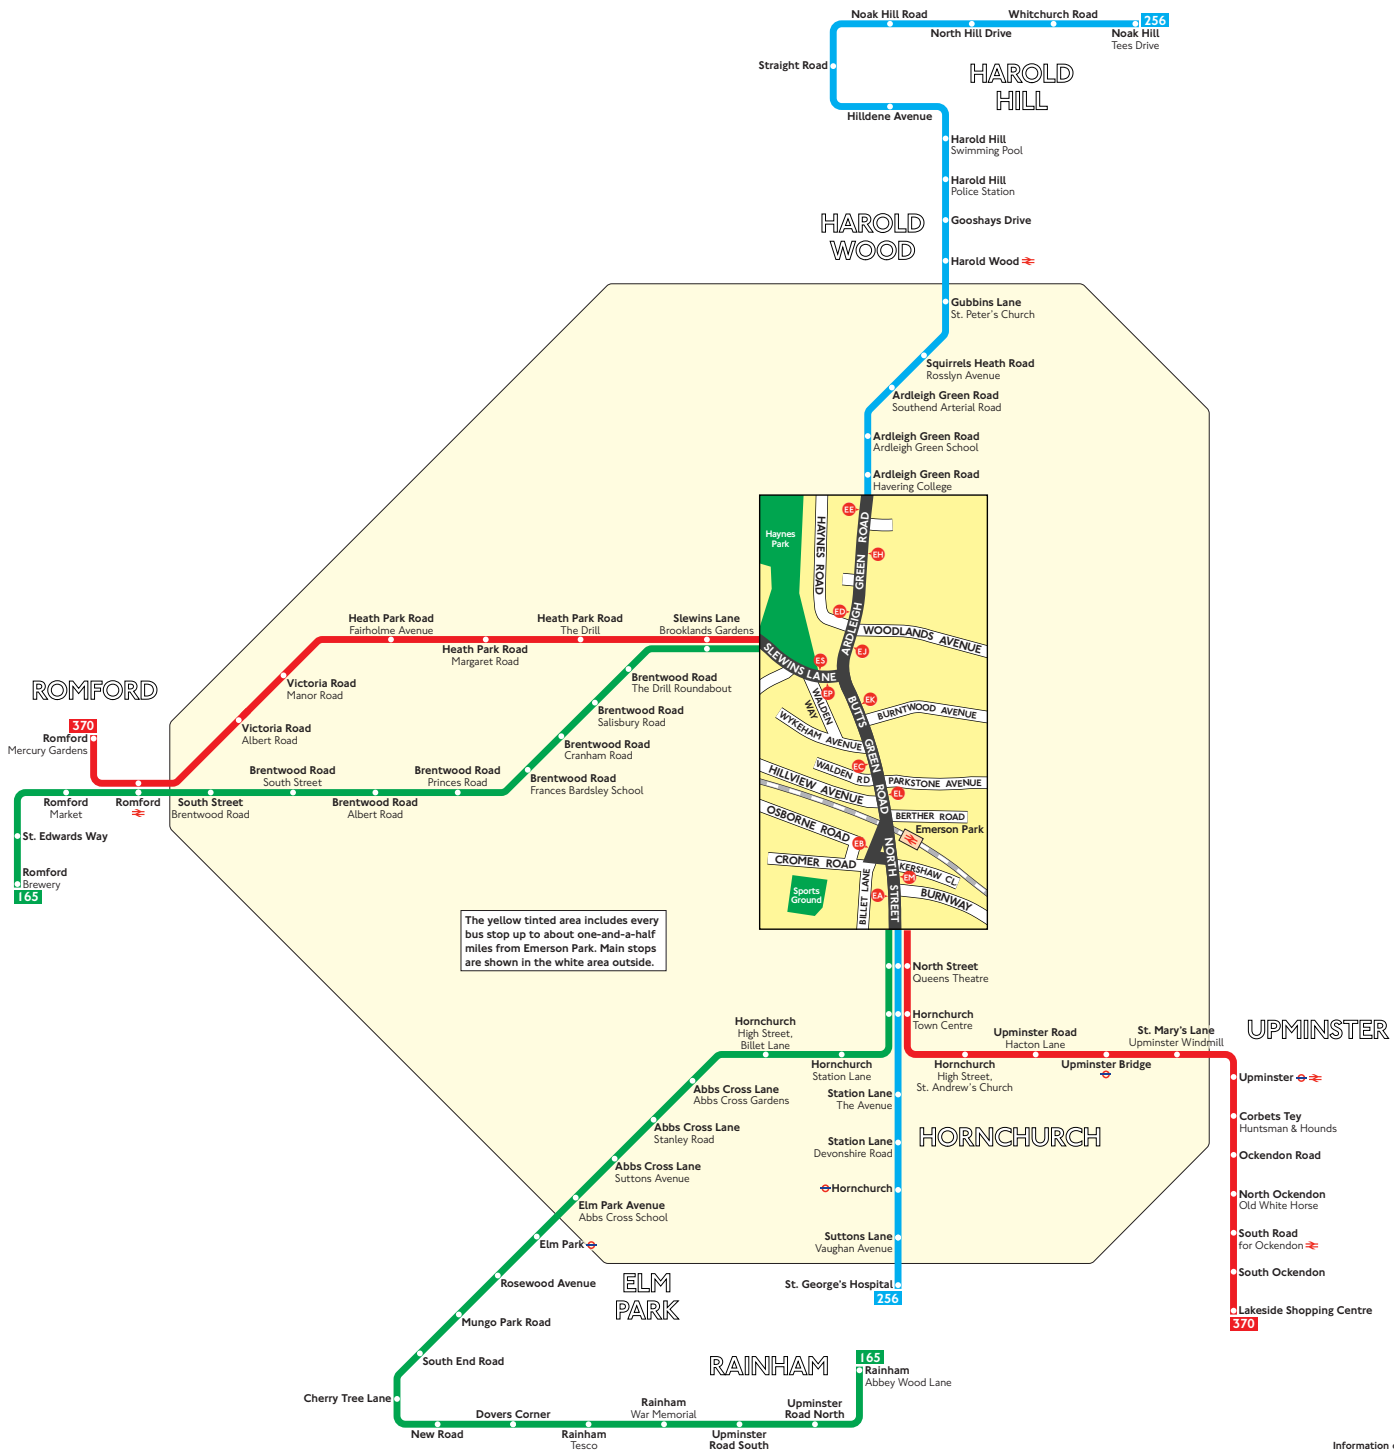 Noak Hill Road
Whitchurch Road
256
North Hill Drive
Noak Hill
Tees Drive
Straight Road
HAROLD
HILL
Hilldene Avenue
Harold Hill
Swimming Pool
Harold Hill
Police Station
HAROLD
WOOD
Gooshays Drive
Harold Wood
Gubbins Lane
St. Peter's Church
Squirrels Heath Road
Rosslyn Avenue
Ardleigh Green Road
Southend Arterial Road
Ardleigh Green Road
Ardleigh Green School
Ardleigh Green Road
Havering College
Haynes
Park
HAYNES ROAD
ARDLEIGH GREEN ROAD
EE
EH
ED
WOODLANDS AVENUE
EJ
SLEWINS LANE
ES
EP
WALDEN
WAY
EK
BUTTS GREEN ROAD
BURNTWOOD AVENUE
WYKEHAM AVENUE
EC
WALDEN RD
PARKSTONE AVENUE
HILLVIEW AVENUE
EL
BERTHER ROAD
OSBORNE ROAD
Emerson Park
EB
CROMER ROAD
NORTH STREET
KERSHAW CL
EM
BURNWAY
Sports
Ground
BILLET LANE
EA
Heath Park Road
Fairholme Avenue
Heath Park Road
The Drill
Slewins Lane
Brooklands Gardens
Heath Park Road
Margaret Road
Victoria Road
Manor Road
Victoria Road
Albert Road
ROMFORD
370
Romford
Mercury Gardens
Brentwood Road
The Drill Roundabout
Brentwood Road
Salisbury Road
Brentwood Road
Cranham Road
Brentwood Road
Frances Bardsley School
Brentwood Road
South Street
Brentwood Road
Princes Road
Romford
Market
Romford
South Street
Brentwood Road
Brentwood Road
Albert Road
St. Edwards Way
Romford
Brewery
165
The yellow tinted area includes every
bus stop up to about one-and-a-half
miles from Emerson Park. Main stops
are shown in the white area outside.
North Street
Queens Theatre
Hornchurch
Town Centre
Hornchurch
High Street,
Billet Lane
Hornchurch
Station Lane
Hornchurch
High Street,
St. Andrew's Church
Upminster Road
Hacton Lane
Upminster Bridge
St. Mary's Lane
Upminster Windmill
UPMINSTER
Upminster
Corbets Tey
Huntsman & Hounds
Ockendon Road
North Ockendon
Old White Horse
South Road
for Ockendon
South Ockendon
Lakeside Shopping Centre
370
Abbs Cross Lane
Abbs Cross Gardens
Abbs Cross Lane
Stanley Road
Abbs Cross Lane
Suttons Avenue
Elm Park Avenue
Abbs Cross School
Elm Park
Station Lane
The Avenue
HORNCHURCH
Station Lane
Devonshire Road
Hornchurch
Suttons Lane
Vaughan Avenue
St. George's Hospital
256
ELM
PARK
Rosewood Avenue
Mungo Park Road
South End Road
Cherry Tree Lane
New Road
Dovers Corner
Rainham
Tesco
Rainham
War Memorial
Upminster
Road South
Upminster
Road North
RAINHAM
165
Rainham
Abbey Wood Lane
Information